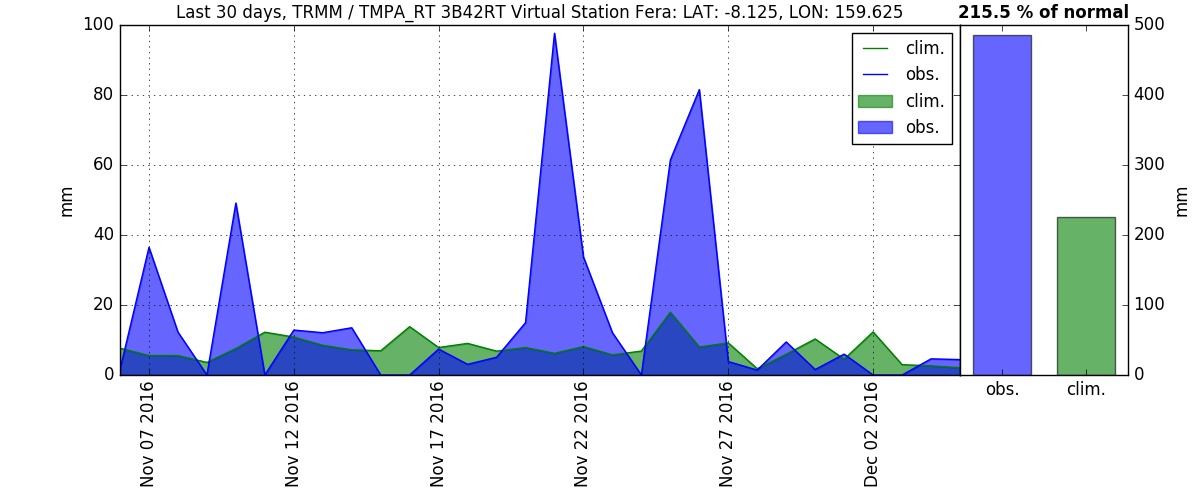 Last 30 days, TRMM / TMPA_RT 3B42RT Virtual Station Fera: LAT: -8.125, LON: 159.625
215.5 % of normal
100
80
60
40
20
0
mm
clim.
obs.
clim.
obs.
500
400
300
200
100
0
mm
Nov 07 2016
Nov 12 2016
Nov 17 2016
Nov 22 2016
Nov 27 2016
Dec 02 2016
obs.
clim.